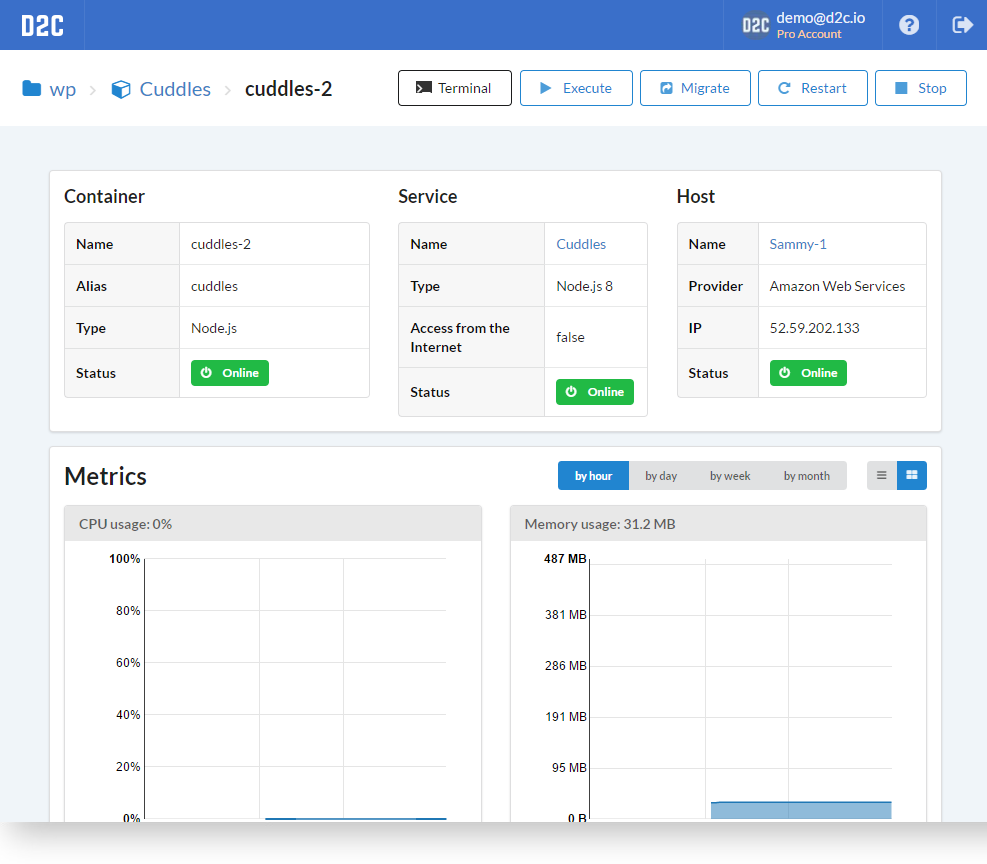 D2C
D2C
demo@d2c.io
Pro Account
wp
Cuddles
cuddles-2
Terminal
Execute
Migrate
Restart
Stop
Container
Name
cuddles-2
Alias
cuddles
Type
Node.js
Status
Online
Service
Name
Cuddles
Type
Node.js 8
Access from the
Internet
false
Status
Online
Host
Name
Sammy-1
Provider
Amazon Web Services
IP
52.59.202.133
Status
Online
Metrics
by hour
by day
by week
by month
CPU usage: 0%
100%
80%
60%
40%
20%
0%
Memory usage: 31.2 MB
487 MB
381 MB
286 MB
191 MB
95 MB
0 B